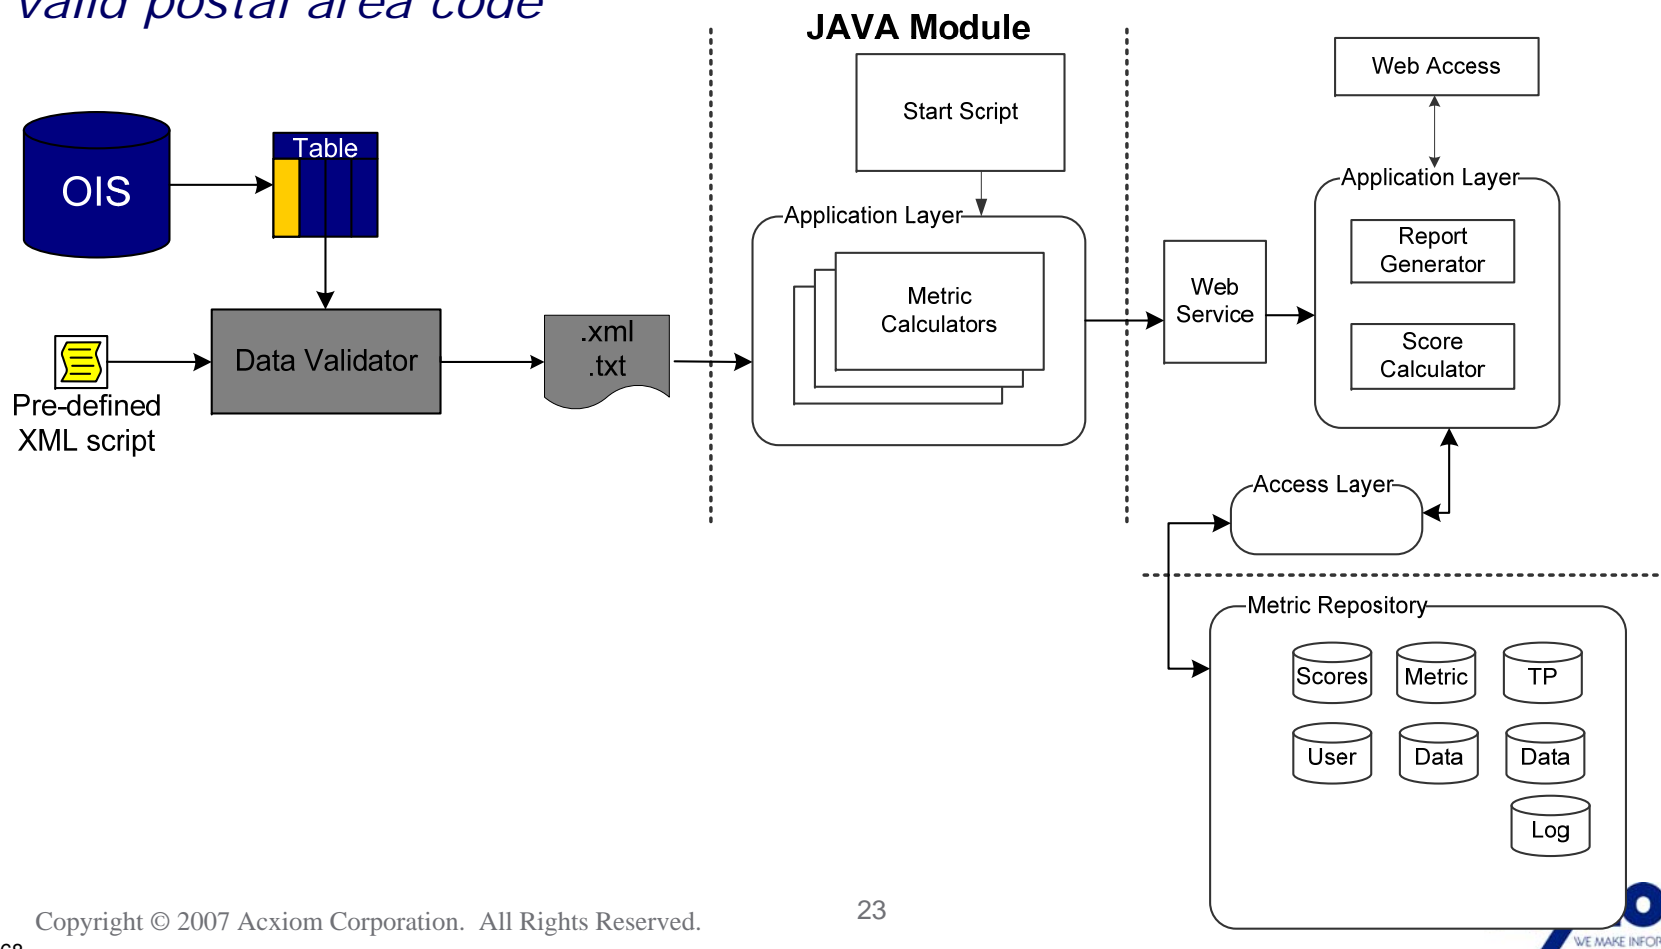 valid postal area code
JAVA Module
Start Script
Web Access
OIS
Table
Application Layer
Application Layer
Metric
Calculators
Web
Service
Report
Generator
Score
Calculator
Data Validator
.xml
.txt
Pre-defined
XML script
Access Layer
Metric Repository
Scores
Metric
TP
User
Data
Data
Log
Copyright © 2007 Acxiom Corporation. All Rights Reserved.
23
WE MAKE